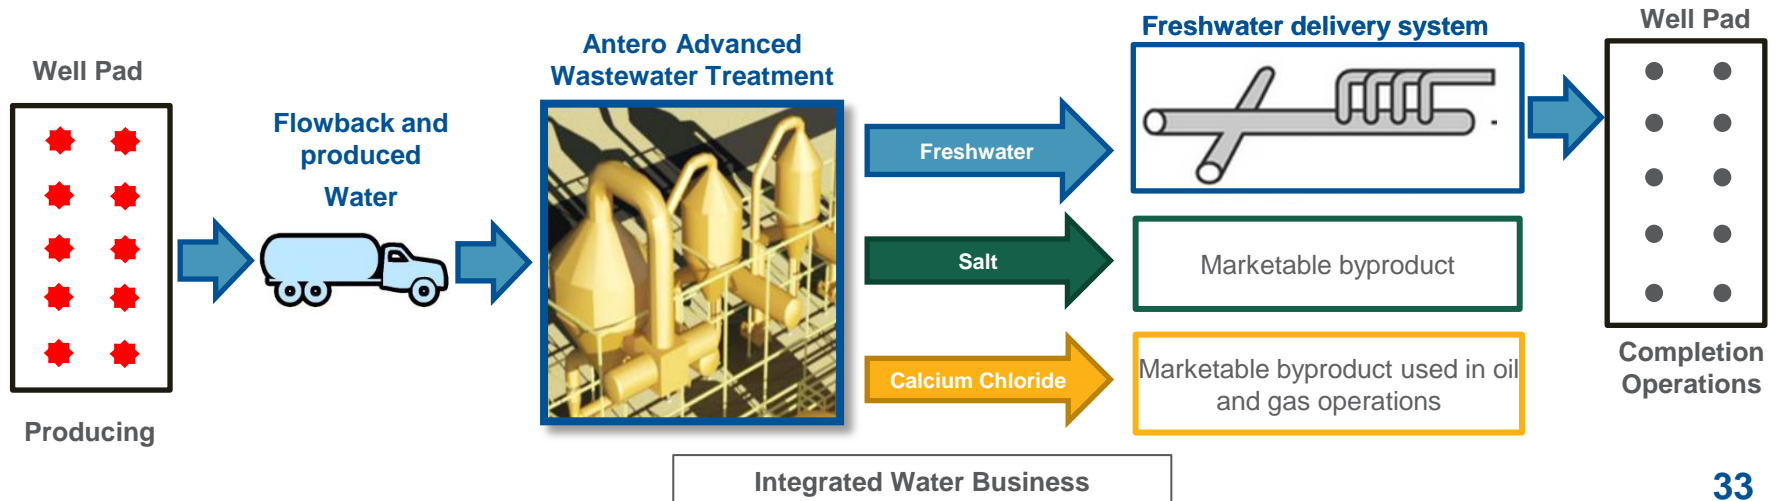 Well Pad
Producing
Flowback and
produced
Water
Antero Advanced
Wastewater Treatment
Freshwater
Salt
Calcium Chloride
Freshwater delivery system
Marketable byproduct
Marketable byproduct used in oil
and gas operations
Well Pad
Completion
Operations
Integrated Water Business
33